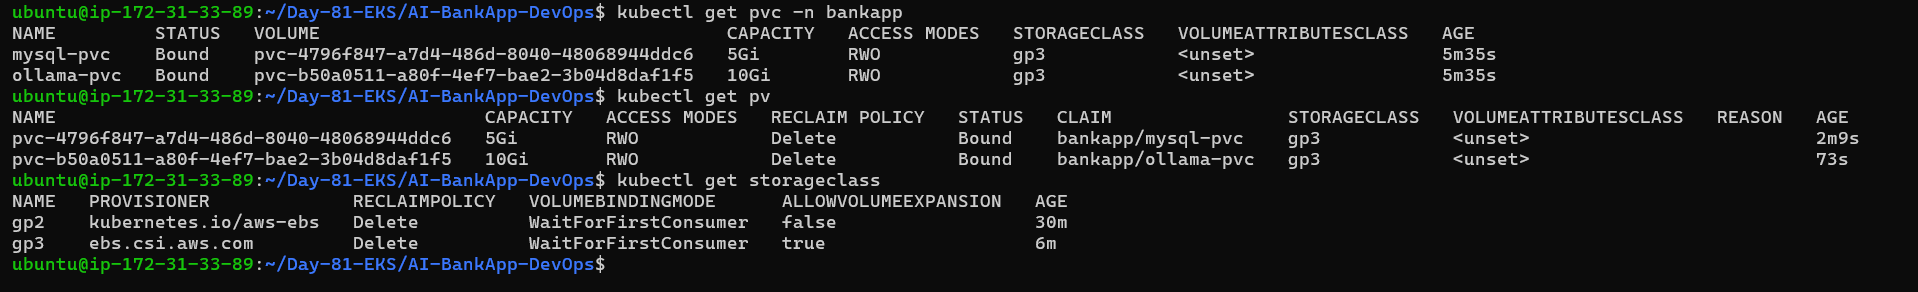 ubuntu@ip-172-31-33-89:~/Day-81-EKS/AI-BankApp-DevOps$ kubectl get pvc -n bankapp
NAME         STATUS   VOLUME                                     CAPACITY   ACCESS MODES   STORAGECLASS   VOLUMEATTRIBUTESCLASS   AGE
mysql-pvc    Bound    pvc-4796f847-a7d4-486d-8040-48068944ddc6   5Gi        RWO            gp3            <unset>                 5m35s
ollama-pvc   Bound    pvc-b50a0511-a80f-4ef7-bae2-3b04d8daf1f5   10Gi       RWO            gp3            <unset>                 5m35s
ubuntu@ip-172-31-33-89:~/Day-81-EKS/AI-BankApp-DevOps$ kubectl get pv
NAME                                       CAPACITY   ACCESS MODES   RECLAIM POLICY   STATUS   CLAIM                STORAGECLASS   VOLUMEATTRIBUTESCLASS   REASON   AGE
pvc-4796f847-a7d4-486d-8040-48068944ddc6   5Gi        RWO            Delete           Bound    bankapp/mysql-pvc    gp3            <unset>                          2m9s
pvc-b50a0511-a80f-4ef7-bae2-3b04d8daf1f5   10Gi       RWO            Delete           Bound    bankapp/ollama-pvc   gp3            <unset>                          73s
ubuntu@ip-172-31-33-89:~/Day-81-EKS/AI-BankApp-DevOps$ kubectl get storageclass
NAME   PROVISIONER             RECLAIMPOLICY   VOLUMEBINDINGMODE      ALLOWVOLUMEEXPANSION   AGE
gp2    kubernetes.io/aws-ebs   Delete          WaitForFirstConsumer   false                  30m
gp3    ebs.csi.aws.com         Delete          WaitForFirstConsumer   true                   6m
ubuntu@ip-172-31-33-89:~/Day-81-EKS/AI-BankApp-DevOps$